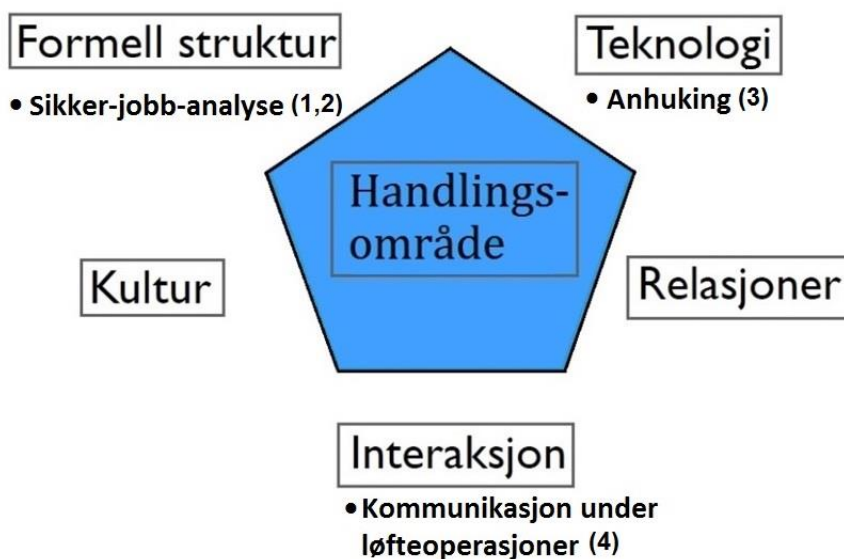 Formell struktur
• Sikker-jobb-analyse (1,2)
Teknologi
• Anhuking (3)
Handlings-
område
Kultur
Relasjoner
Interaksjon
• Kommunikasjon under
løfteoperasjoner (4)